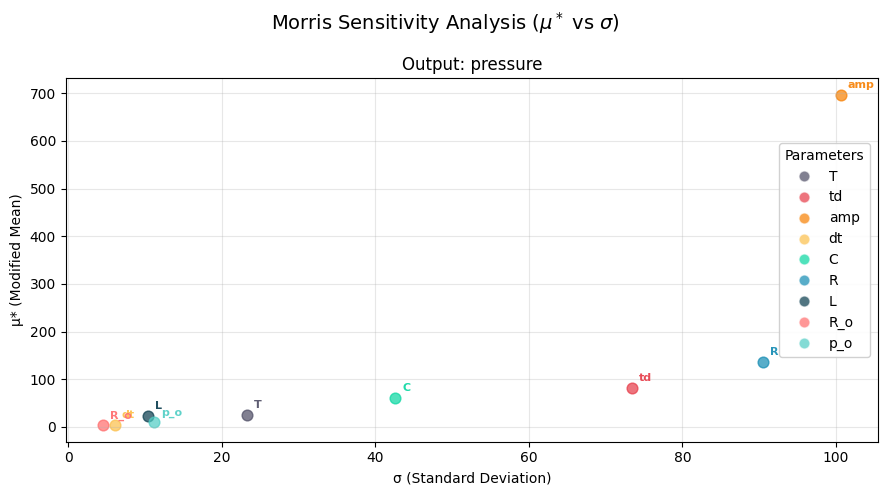 Morris Sensitivity Analysis (μ* vs σ)
Output: pressure
μ* (Modified Mean)
700
600
500
400
300
200
100
0
0
20
40
60
80
100
σ (Standard Deviation)
amp
R
td
C
T
L
p_o
R_o
dt
Parameters
T
td
amp
dt
C
R
L
R_o
p_o